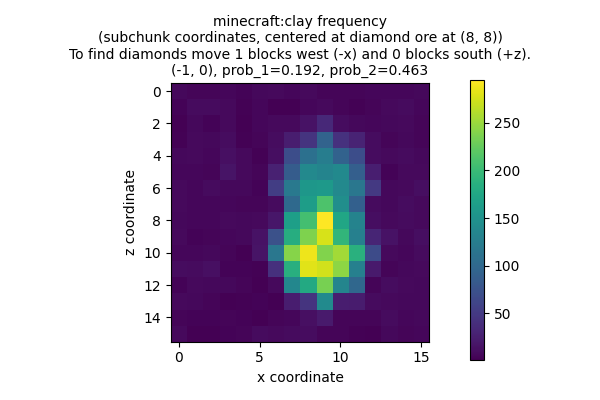 minecraft:clay frequency
(subchunk coordinates, centered at diamond ore at (8, 8))
To find diamonds move 1 blocks west (-x) and 0 blocks south (+z).
(-1, 0), prob_1=0.192, prob_2=0.463
0
2
4
6
8
10
12
14
z coordinate
0
5
10
15
x coordinate
250
200
150
100
50